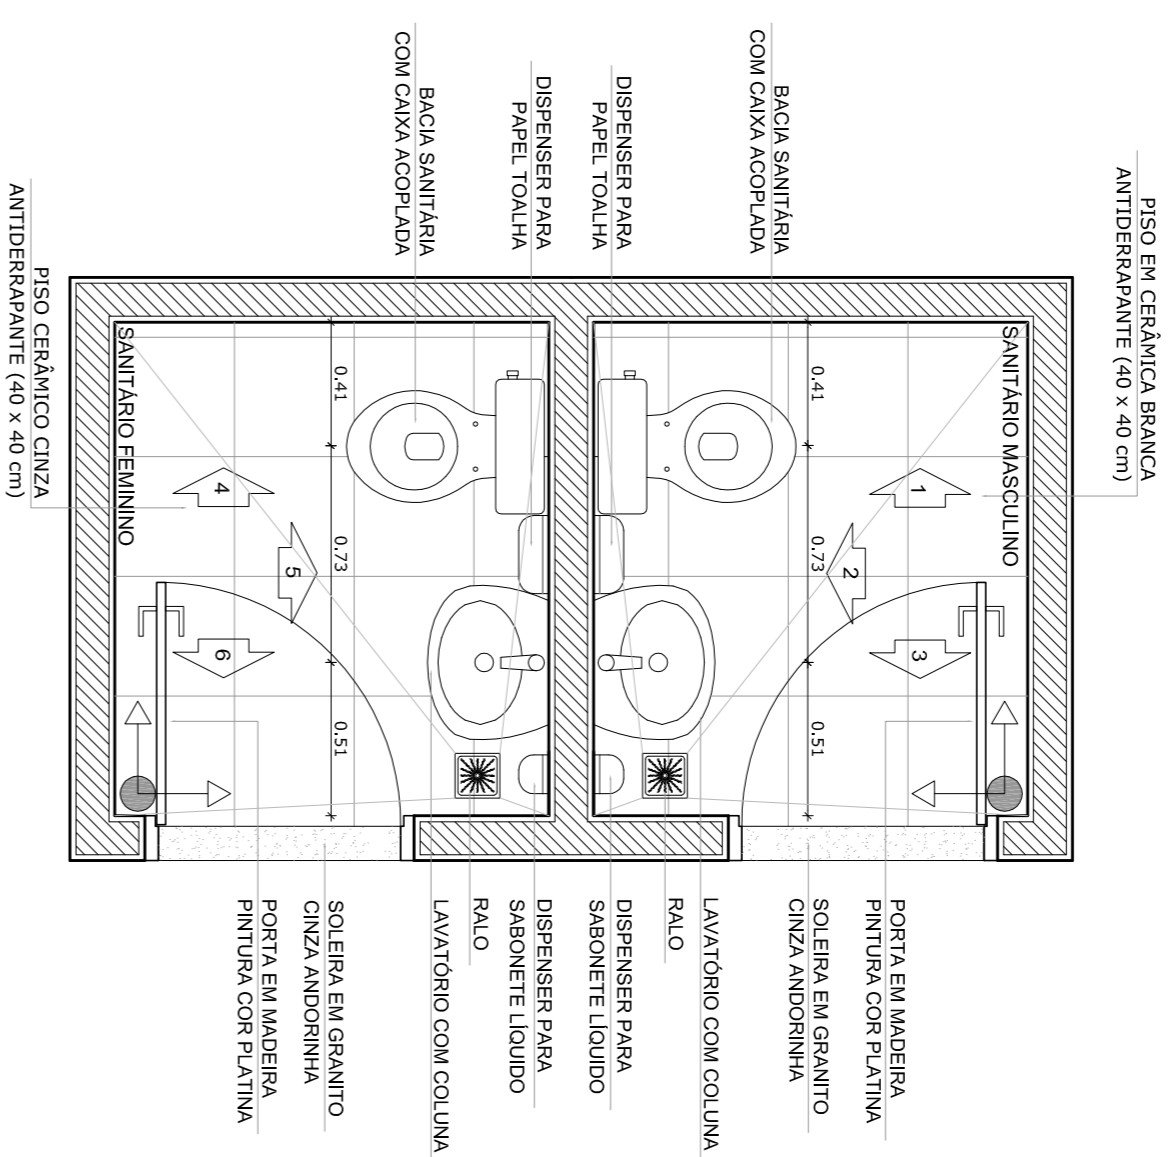 PISO EM CERÂMICA BRANCA
ANTIDERRAPANTE (40 x 40 cm)
BACIA SANITÁRIA
COM CAIXA ACOPLADA
DISPENSER PARA
PAPEL TOALHA
DISPENSER PARA
PAPEL TOALHA
BACIA SANITÁRIA
COM CAIXA ACOPLADA
PISO CERÂMICO CINZA
ANTIDERRAPANTE (40 x 40 cm)
SANITÁRIO MASCULINO
1
2
3
0.41
0.73
0.51
0.41
0.73
0.51
4
5
6
SANITÁRIO FEMININO
PORTA EM MADEIRA
PINTURA COR PLATINA
SOLEIRA EM GRANITO
CINZA ANDORINHA
LAVATÓRIO COM COLUNA
RALO
DISPENSER PARA
SABONETE LÍQUIDO
DISPENSER PARA
SABONETE LÍQUIDO
RALO
LAVATÓRIO COM COLUNA
SOLEIRA EM GRANITO
CINZA ANDORINHA
PORTA EM MADEIRA
PINTURA COR PLATINA